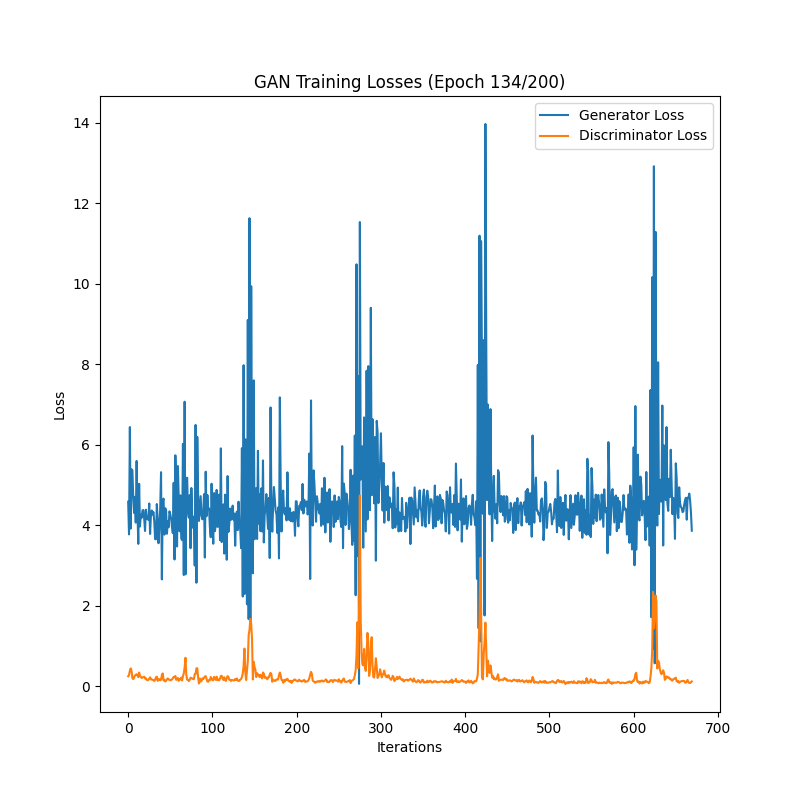 GAN Training Losses (Epoch 134/200)
Generator Loss
Discriminator Loss
14
12
10
8
6
4
2
0
Loss
0 100 200 300 400 500 600 700
Iterations